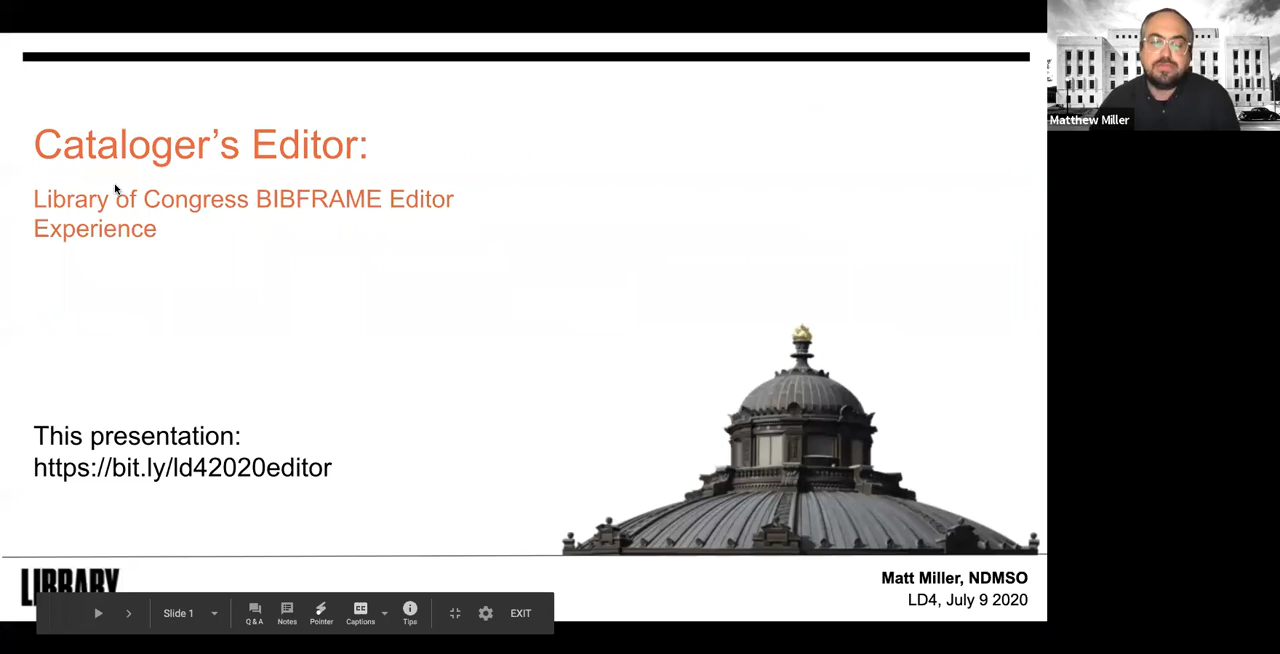 Cataloger's Editor:
Library of Congress BIBFRAME Editor
Experience
This presentation:
https://bit.ly/ld42020editor
LIBRARY
Matt Miller, NDMSO
LD4, July 9 2020
Slide 1
Q & A
Notes
Pointer
Captions
Tips
EXIT
CC
Matthew Miller